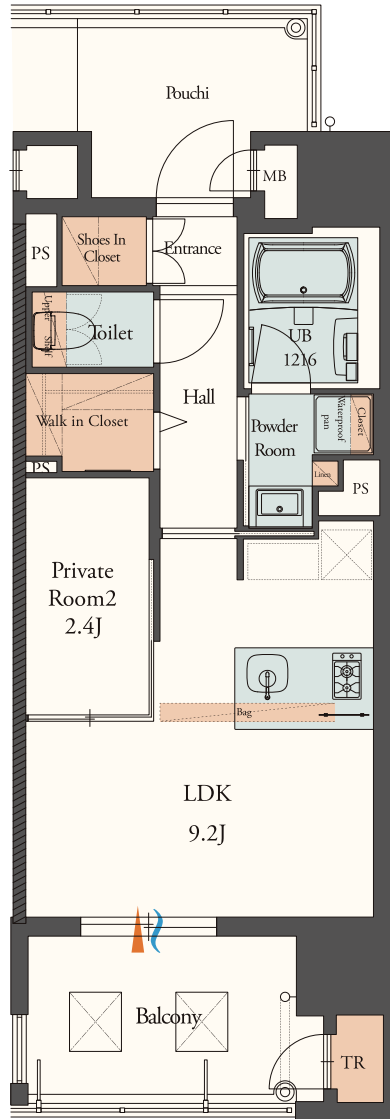 Pouchi
MB
PS
Shoes In
Closet
Entrance
Upper Shelf
Toilet
UB
1216
Hall
Walk in Closet
Powder
Room
Waterproof
pan
Closet
Linen
PS
PS
Private
Room2
2.4J
Bag
LDK
9.2J
Balcony
TR